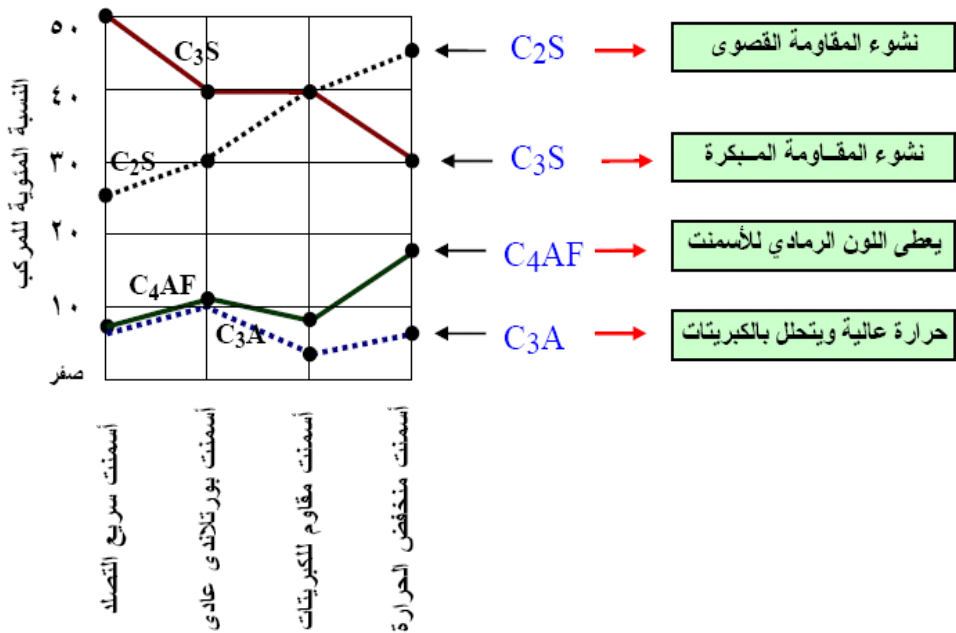 النسبة المئوية للمركب
٥٠
٤٠
٣٠
٢٠
١٠
صفر
C3S
C2S
C4AF
C3A
أسمنت سريع التصلد
أسمنت بورتلاندى عادى
أسمنت مقاوم للكبريتات
أسمنت منخفض الحرارة
C2S
نشوء المقاومة القصوى
C3S
نشوء المقــاومة المــبكرة
C4AF
يعطى اللون الرمادي للأسمنت
C3A
حرارة عالية ويتحلل بالكبريتات